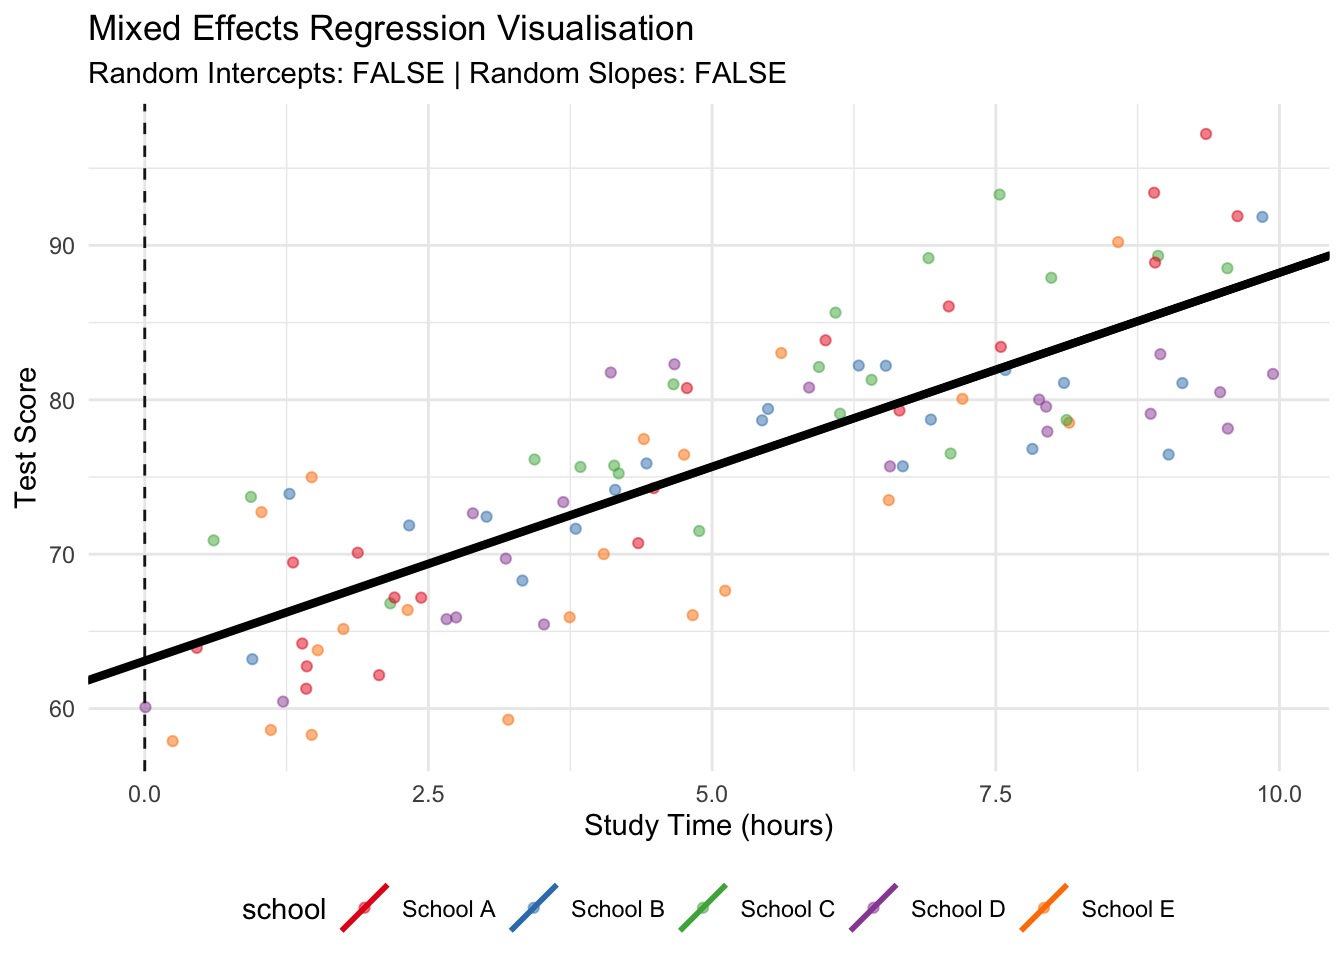 Mixed Effects Regression Visualisation
Random Intercepts: FALSE | Random Slopes: FALSE
Test Score
90
80
70
60
0.0 2.5 5.0 7.5 10.0
Study Time (hours)
school School A School B School C School D School E